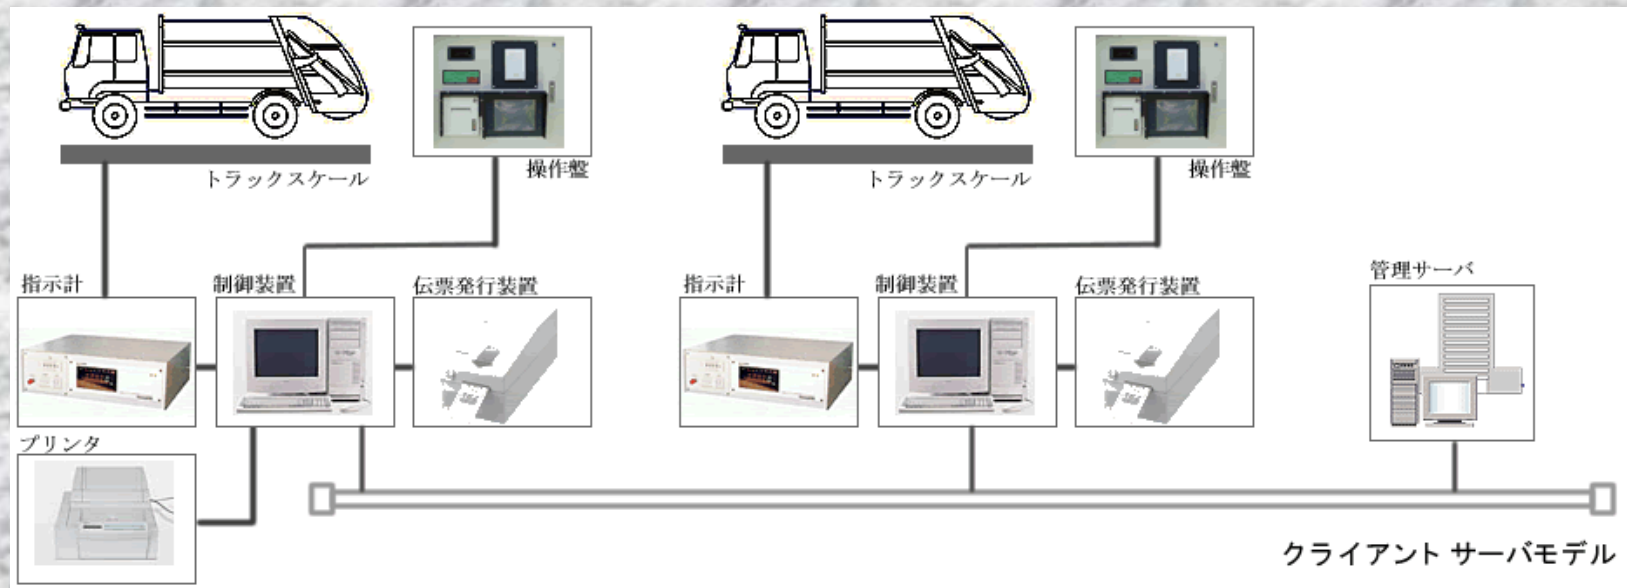 トラックスケール
操作盤
トラックスケール
操作盤
指示計
制御装置
伝票発行装置
指示計
制御装置
伝票発行装置
管理サーバ
プリンタ
クライアント サーバモデル